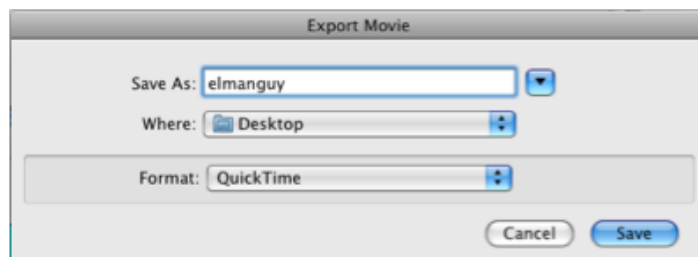 Export Movie
Save As: elmanguy
Where: Desktop
Format: QuickTime
Cancel Save